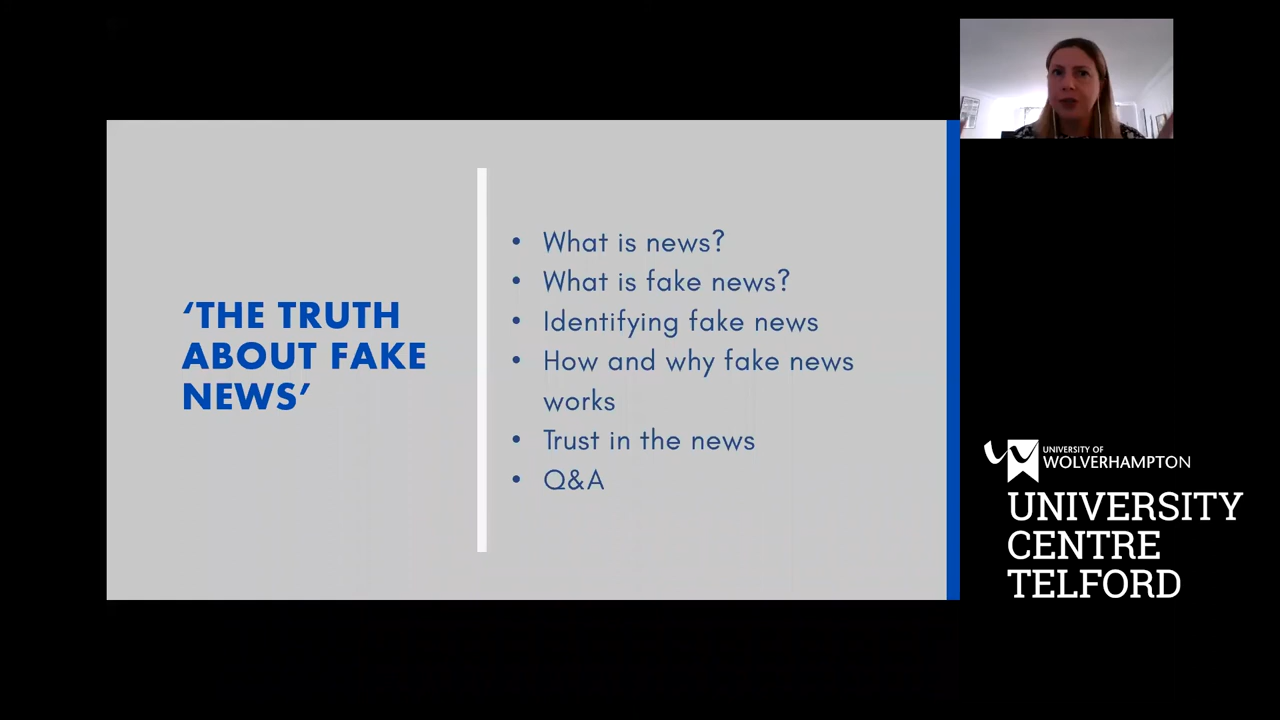 ‘THE TRUTH
ABOUT FAKE
NEWS’
• What is news?
• What is fake news?
• Identifying fake news
• How and why fake news
works
• Trust in the news
• Q&A
UNIVERSITY OF
WOLVERHAMPTON
UNIVERSITY
CENTRE
TELFORD